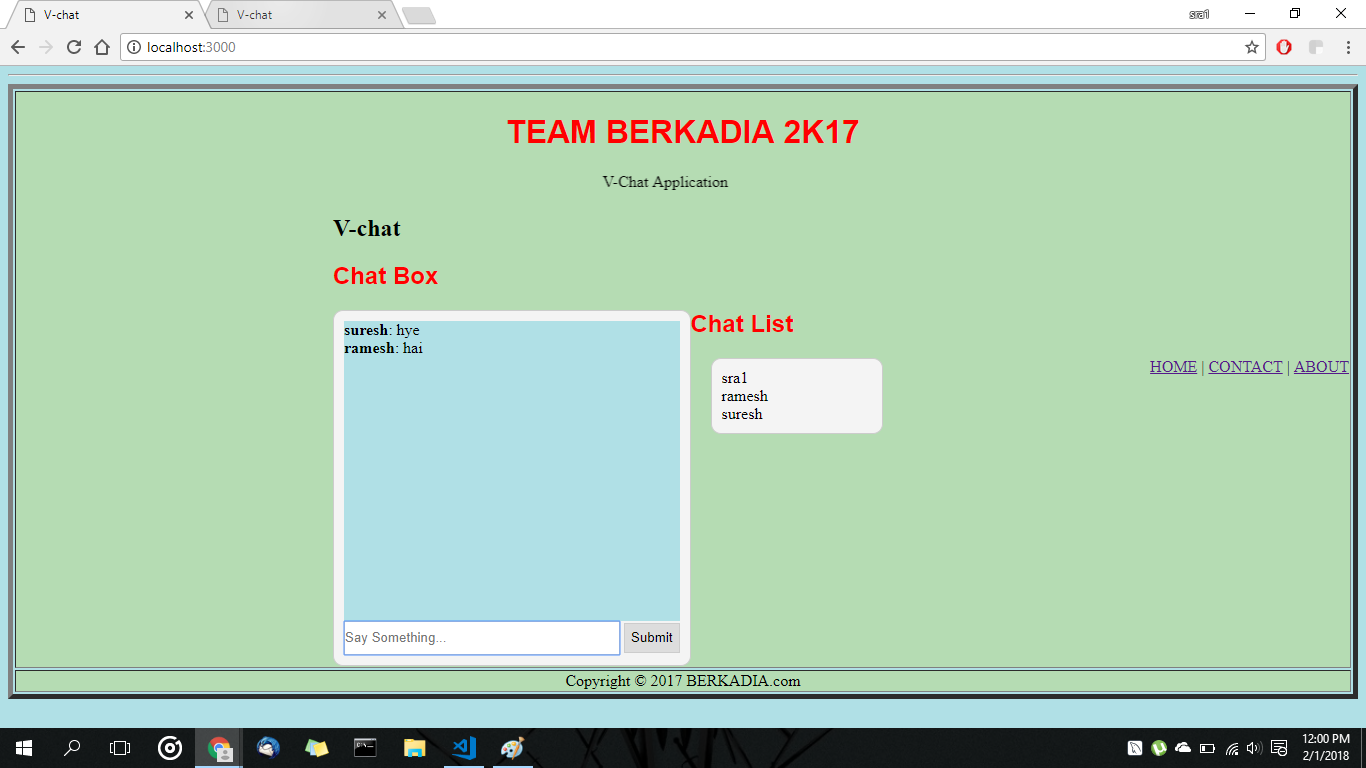 V-chat
V-chat
sra1
localhost:3000
TEAM BERKADIA 2K17
V-Chat Application
V-chat
Chat Box
suresh: hye
ramesh: hai
Chat List
sra1
ramesh
suresh
HOME | CONTACT | ABOUT
Say Something...
Submit
Copyright © 2017 BERKADIA.com
12:00 PM
2/1/2018